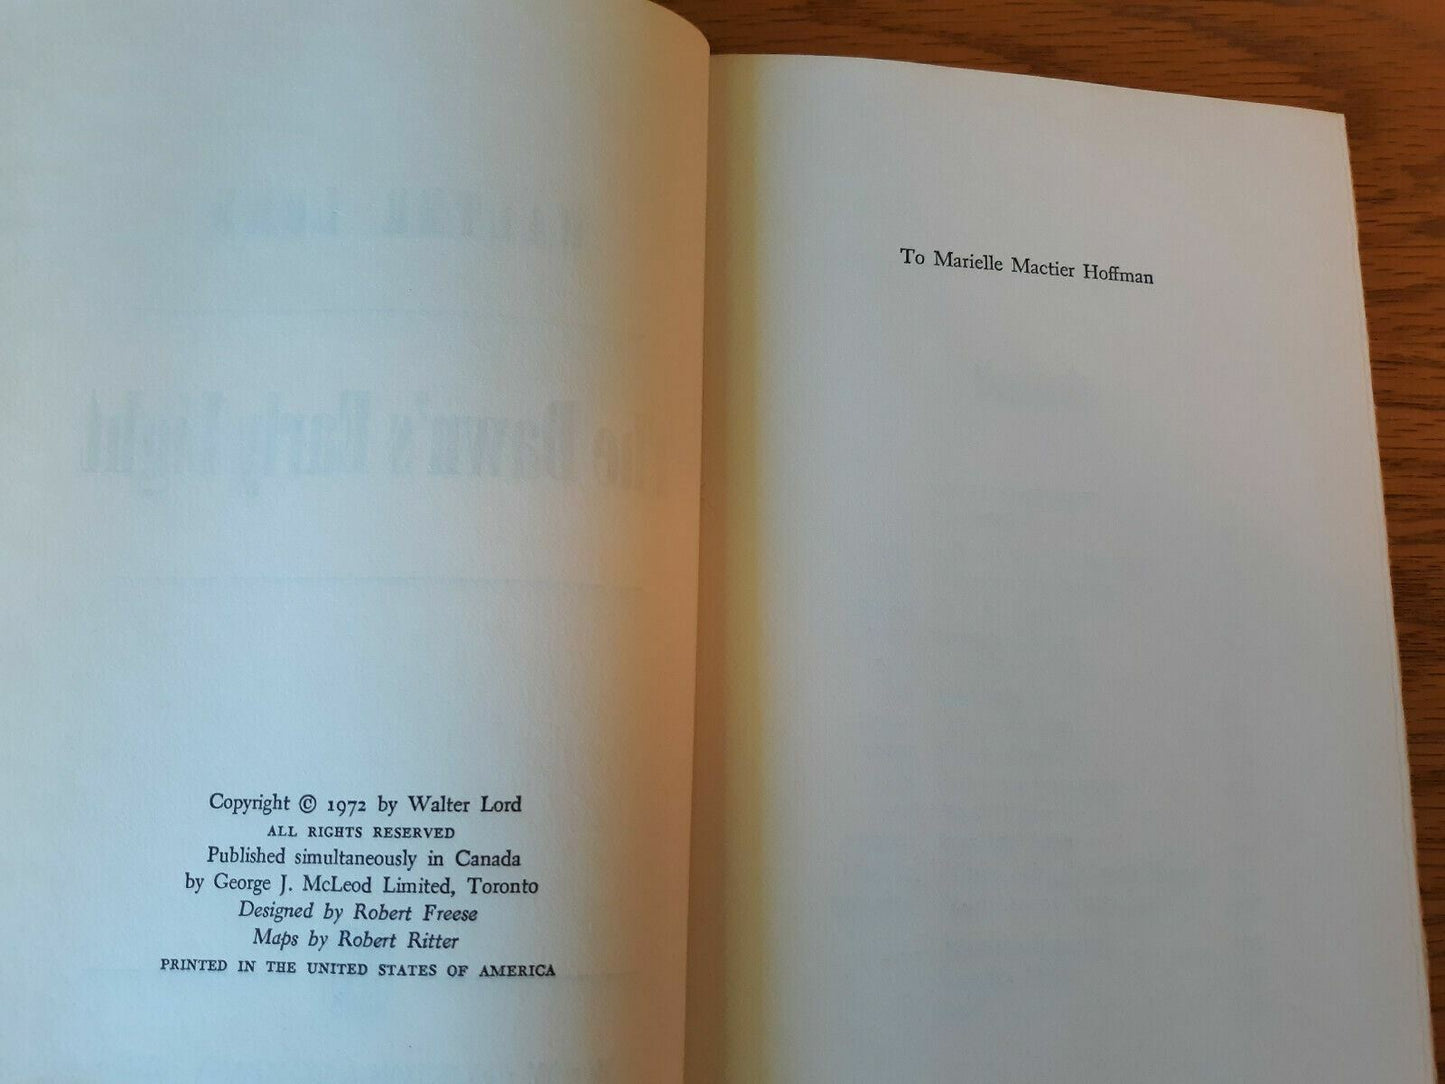 Copyright © 1972 by Walter Lord
ALL RIGHTS RESERVED
Published simultaneously in Canada
by George J. McLeod Limited, Toronto
Designed by Robert Freese
Maps by Robert Ritter
PRINTED IN THE UNITED STATES OF AMERICA
To Marielle Mactier Hoffman